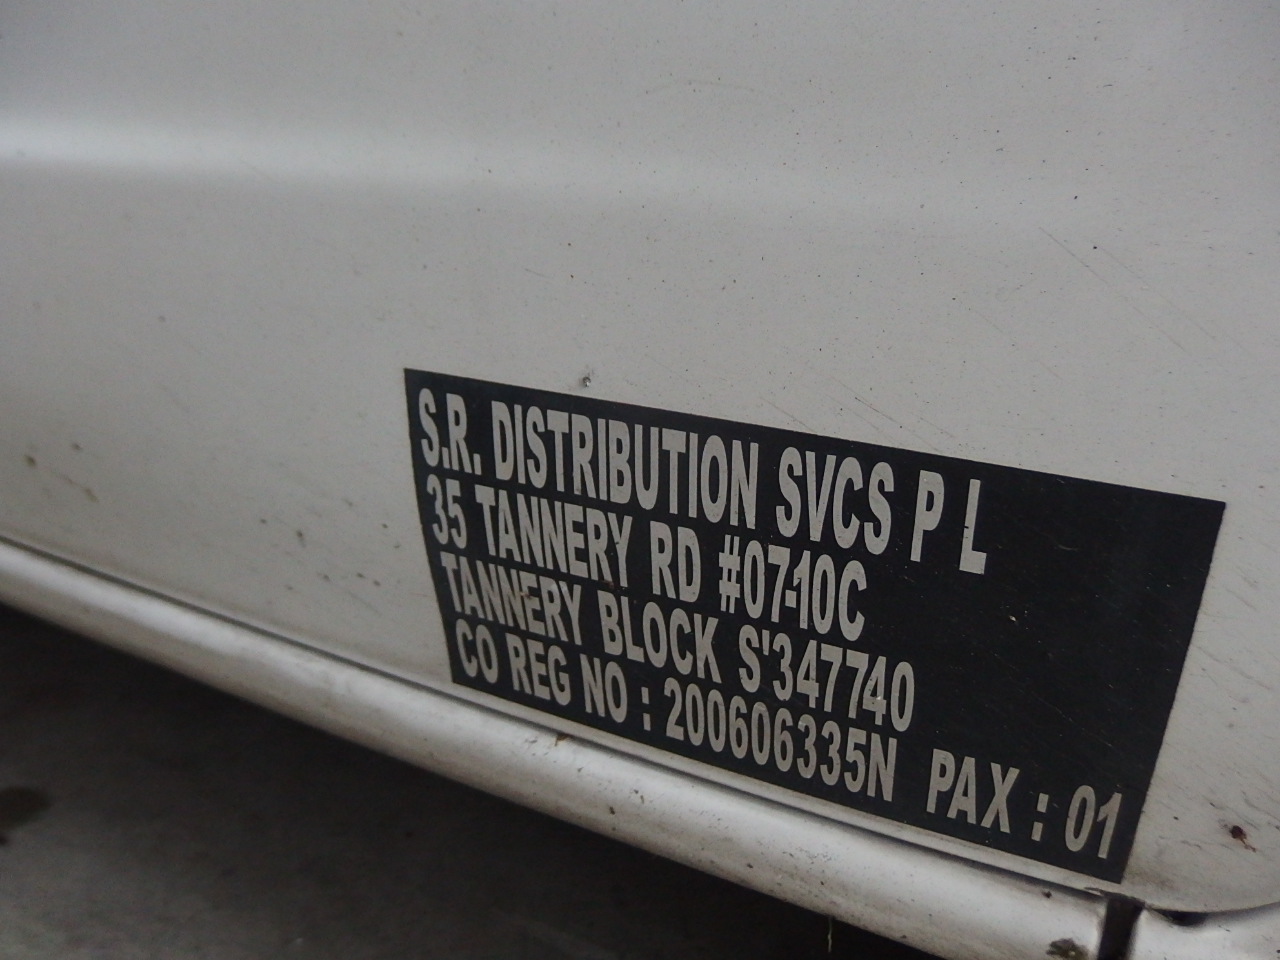 S.R. DISTRIBUTION SVCS P L
35 TANNERY RD #07-10C
TANNERY BLOCK S'347740
CO REG NO : 200606335N PAX : 01